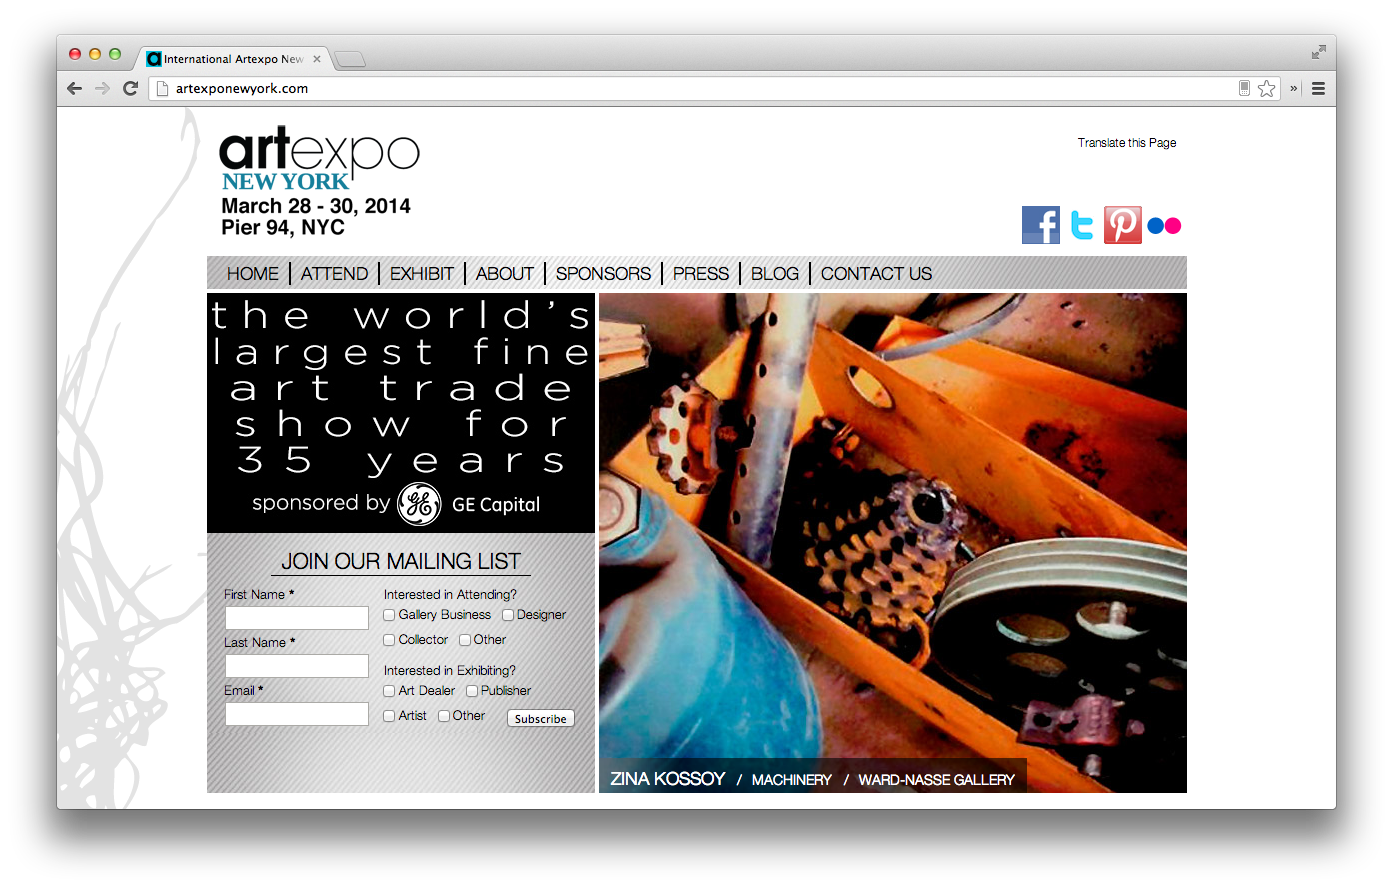 International Artexpo New
artexponewyork.com
artexpo
NEW YORK
March 28 - 30, 2014
Pier 94, NYC
Translate this Page
HOME ATTEND EXHIBIT ABOUT SPONSORS PRESS BLOG CONTACT US
the world's
largest fine
art trade
show for
35 years
sponsored by GE GE Capital
JOIN OUR MAILING LIST
First Name *
Last Name *
Email *
Interested in Attending?
Gallery Business Designer
Collector Other
Interested in Exhibiting?
Art Dealer Publisher
Artist Other Subscribe
ZINA KOSSOY / MACHINERY / WARD-NASSE GALLERY